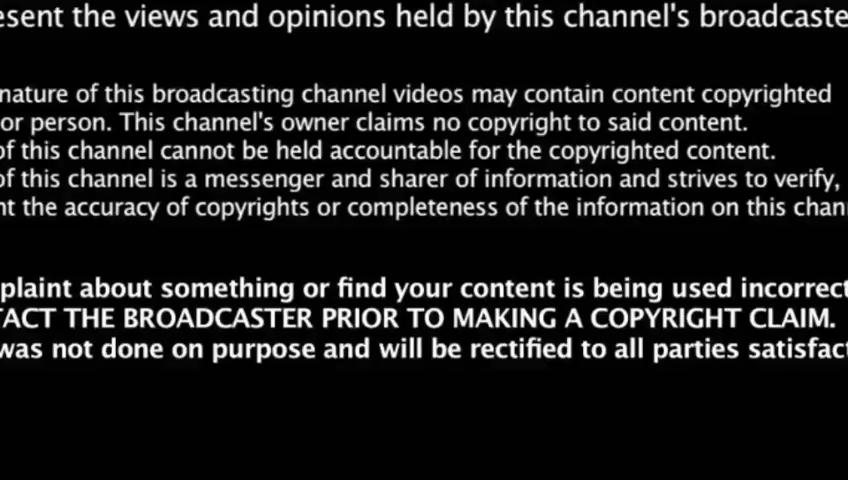 esent the views and opinions held by this channel's broadcaste
nature of this broadcasting channel videos may contain content copyrighted
or person. This channel's owner claims no copyright to said content.
of this channel cannot be held accountable for the copyrighted content.
of this channel is a messenger and sharer of information and strives to verify,
nt the accuracy of copyrights or completeness of the information on this chan
plaint about something or find your content is being used incorrect
TACT THE BROADCASTER PRIOR TO MAKING A COPYRIGHT CLAIM.
was not done on purpose and will be rectified to all parties satisfact